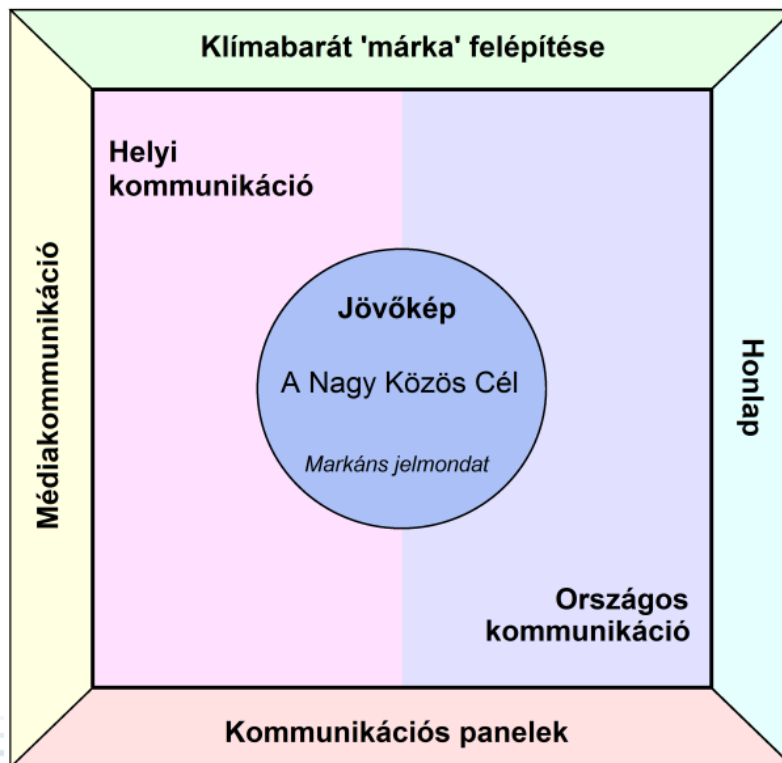 Klímabarát 'márka' felépítése
Helyi
kommunikáció
Médiakommunikáció
Jövőkép
A Nagy Közös Cél
Markáns jelmondat
Honlap
Országos
kommunikáció
Kommunikációs panelek